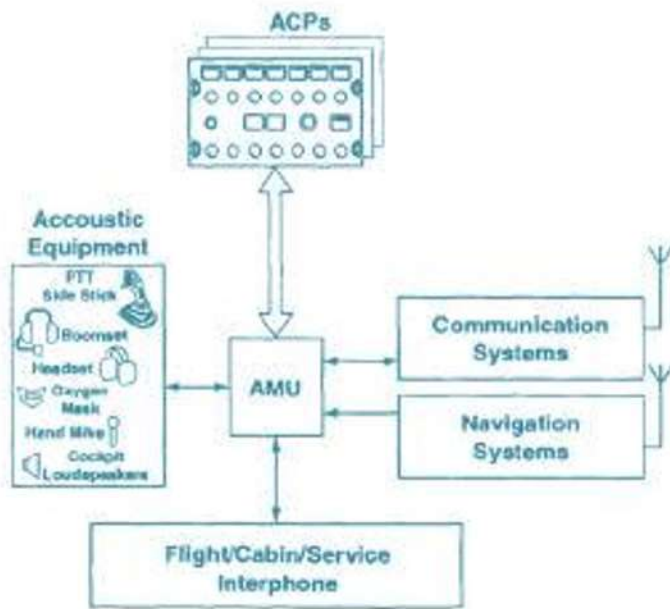 ACPs
Accoustic
Equipment
PTT
Side Stick
Boomset
Headset
Oxygen
Mask
Hand Mike
Cockpit
Loudspeakers
AMU
Communication
Systems
Navigation
Systems
Flight/Cabin/Service
Interphone